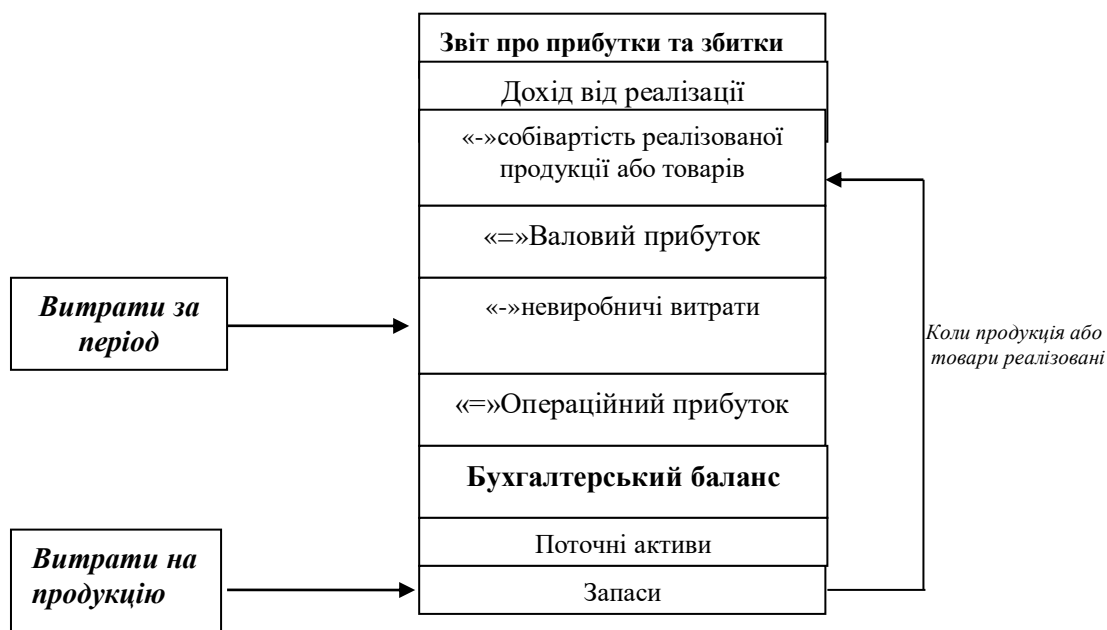 Звіт про прибутки та збитки
Дохід від реалізації
«-»собівартість реалізованої
продукції або товарів
«=»Валовий прибуток
Витрати за
період
«-»невиробничі витрати
Коли продукція або
товари реалізовані
«=»Операційний прибуток
Бухгалтерський баланс
Витрати на
продукцію
Поточні активи
Запаси